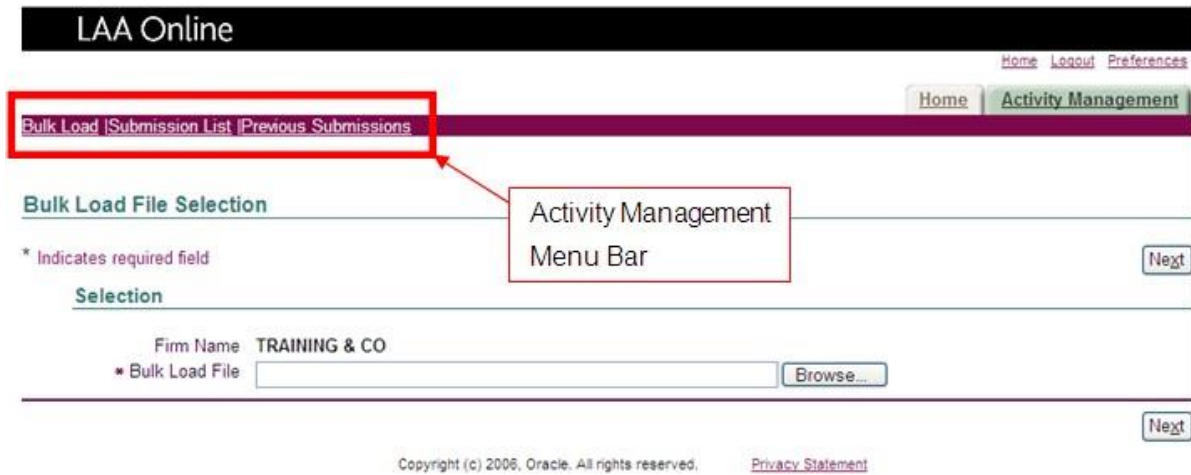 LAA Online
Home Logout Preferences
Home Activity Management
Bulk Load |Submission List |Previous Submissions
Activity Management
Menu Bar
Bulk Load File Selection
* Indicates required field
Next
Selection
Firm Name TRAINING & CO
* Bulk Load File Browse...
Next
Copyright (c) 2006, Oracle. All rights reserved. Privacy Statement